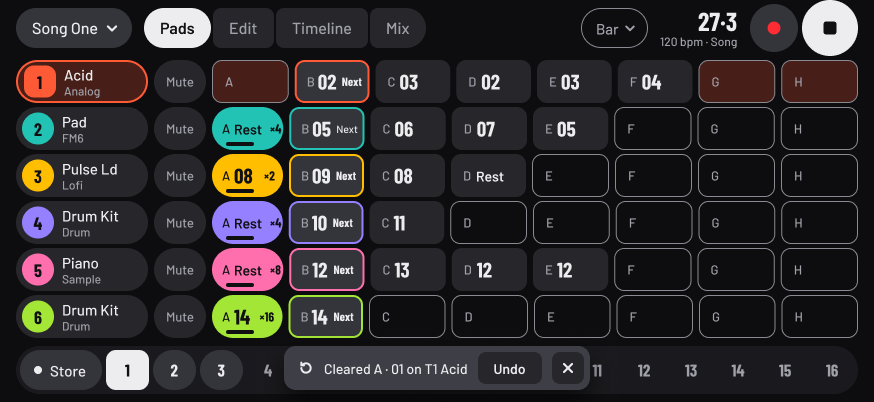 Song One Pads Edit Timeline Mix Bar 27·3
120 bpm · Song
1 Acid Mute A B 02 Next C 03 D 02 E 03 F 04 G H
Analog
2 Pad Mute A Rest ×4 B 05 Next C 06 D 07 E 05 F G H
FM6
3 Pulse Ld Mute A 08 ×2 B 09 Next C 08 D Rest E F G H
Lofi
4 Drum Kit Mute A Rest ×4 B 10 Next C 11 D E F G H
Drum
5 Piano Mute A Rest ×8 B 12 Next C 13 D 12 E 12 F G H
Sample
6 Drum Kit Mute A 14 ×16 B 14 Next C D E F G H
Drum
Store 1 2 3 4 Cleared A · 01 on T1 Acid Undo 11 12 13 14 15 16